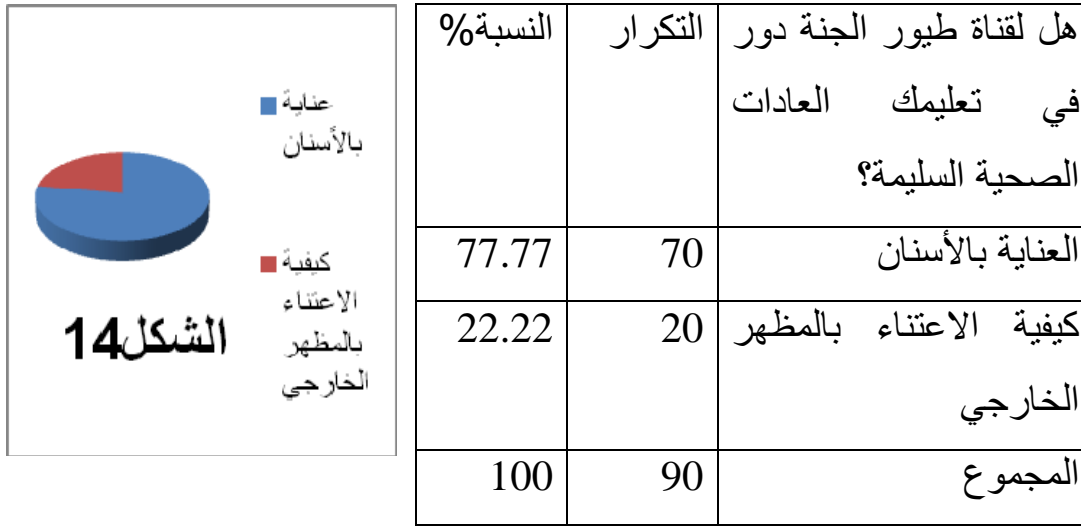 هل لقناة طيور الجنة دور
في تعليمك العادات
الصحية السليمة؟
التكرار
النسبة%
العناية بالأسنان
70
77.77
كيفية الاعتناء بالمظهر
الخارجي
20
22.22
المجموع
90
100
عناية
بالأسنان
كيفية
الاعتناء
بالمظهر
الخارجي
الشكل14